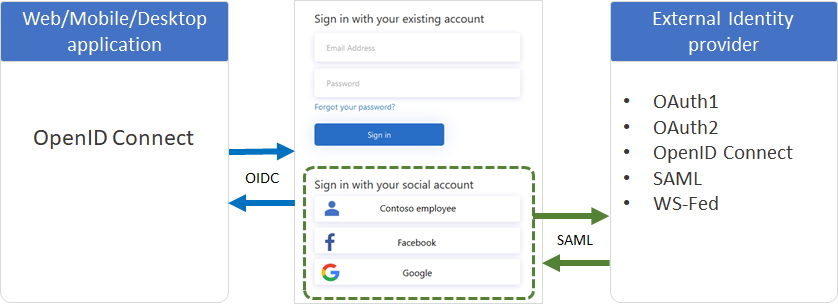 Web/Mobile/Desktop
application
OpenID Connect
OIDC
Sign in with your existing account
Email Address
Password
Forgot your password?
Sign in
Sign in with your social account
Contoso employee
Facebook
Google
SAML
External Identity
provider
• OAuth1
• OAuth2
• OpenID Connect
• SAML
• WS-Fed